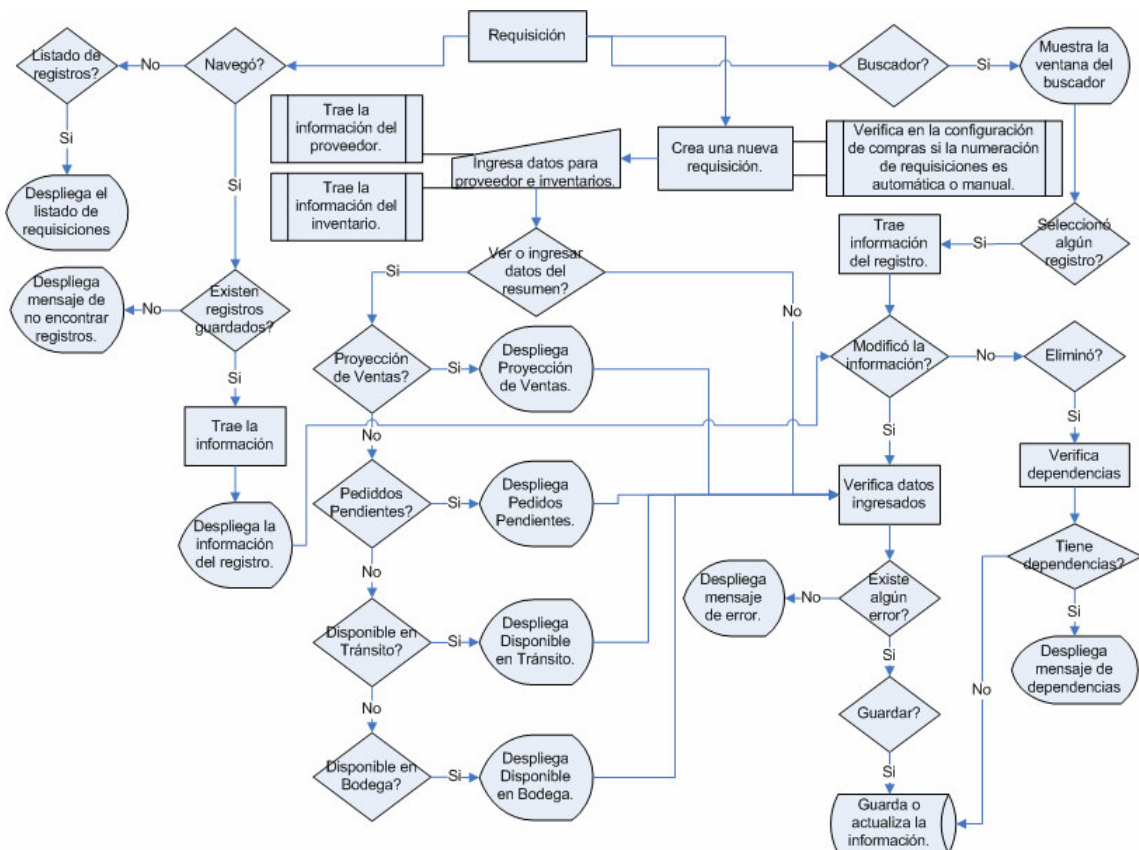 Requisición
Listado de
registros?
No
Navegó?
Buscador?
Si
Muestra la
ventana del
buscador
Trae la
información del
proveedor.
Ingresa datos para
proveedor e inventarios.
Crea una nueva
requisición.
Verifica en la configuración
de compras si la numeración
de requisiciones es
automática o manual.
Si
Si
Despliega el
listado de
requisiciones
Trae la
información del
inventario.
Trae
información
del registro.
Si
Seleccionó
algún
registro?
Ver o ingresar
datos del
resumen?
Si
No
Despliega
mensaje de
no encontrar
registros.
No
Existen
registros
guardados?
Proyección
de Ventas?
Si
Despliega
Proyección
de Ventas.
Modificó la
información?
No
Eliminó?
Si
Trae la
información
No
Si
Si
Verifica
dependencias
Pediddos
Pendientes?
Si
Despliega
Pedidos
Pendientes.
Verifica datos
ingresados
Despliega la
información
del registro.
Tiene
dependencias?
No
Despliega
mensaje
de error.
No
Existe
algún
error?
Disponible en
Tránsito?
Si
Despliega
Disponible
en Tránsito.
Si
Si
Despliega
mensaje de
dependencias
No
No
Guardar?
Disponible en
Bodega?
Si
Despliega
Disponible
en Bodega.
Si
Guarda o
actualiza la
información.